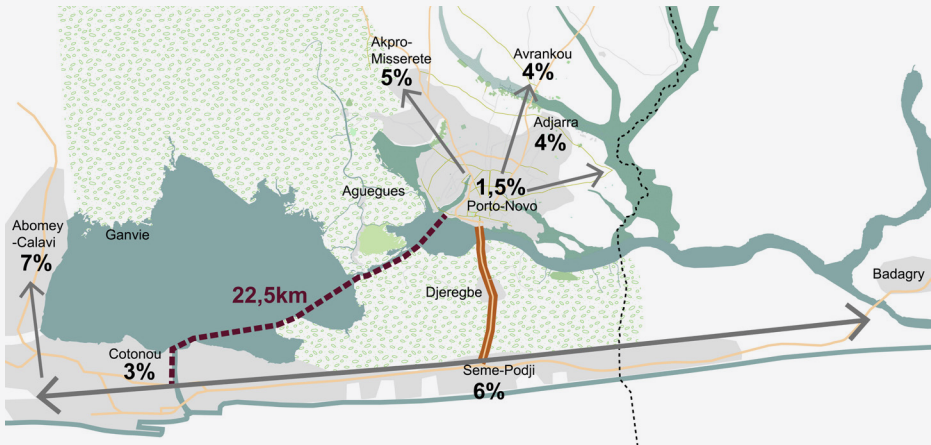 Akpro-
Misserete
5%
Avrankou
4%
Adjarra
4%
1,5%
Porto-Novo
Aguegues
Abomey
-Calavi
7%
Ganvie
22,5km
Djeregbe
Badagry
Cotonou
3%
Seme-Podji
6%